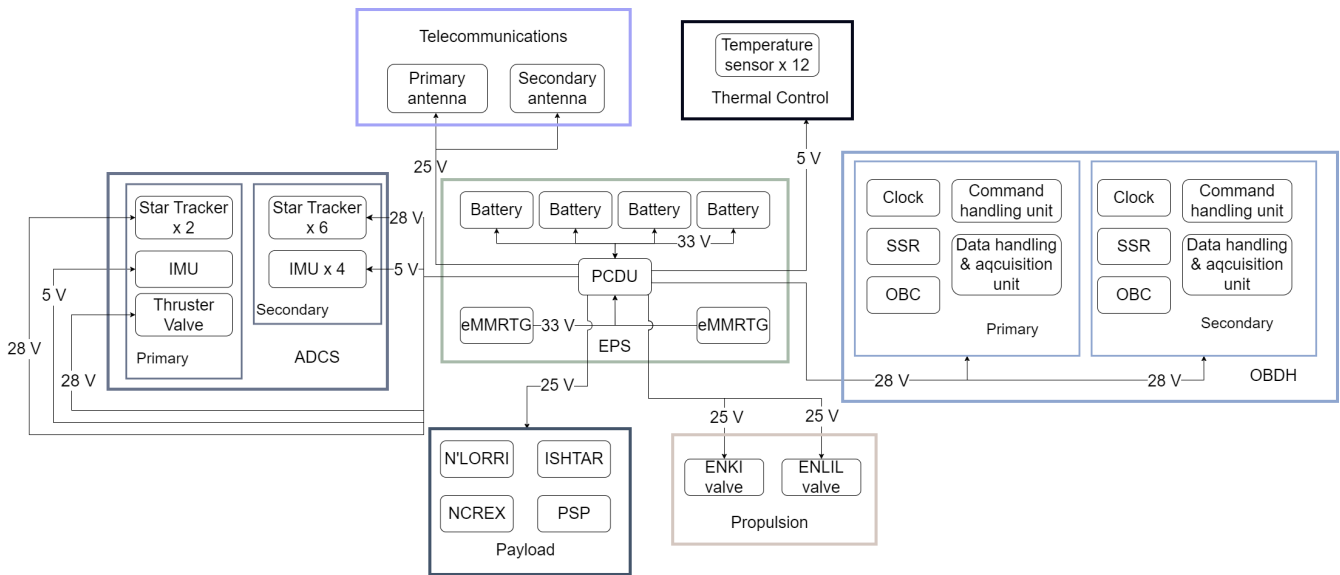 Telecommunications
Primary
antenna
Secondary
antenna
25 V
Temperature
sensor x 12
Thermal Control
5 V
Star Tracker
x 2
IMU
Thruster
Valve
Primary
Star Tracker
x 6
IMU x 4
Secondary
ADCS
28 V
5 V
28 V
5 V
28 V
Battery
Battery
Battery
Battery
33 V
PCDU
eMMRTG
33 V
eMMRTG
EPS
Clock
SSR
OBC
Command
handling unit
Data handling
& aqcuisition
unit
Primary
Clock
SSR
OBC
Command
handling unit
Data handling
& aqcuisition
unit
Secondary
28 V
28 V
OBDH
25 V
N'LORRI
ISHTAR
NCREX
PSP
Payload
25 V
25 V
ENKI
valve
ENLIL
valve
Propulsion